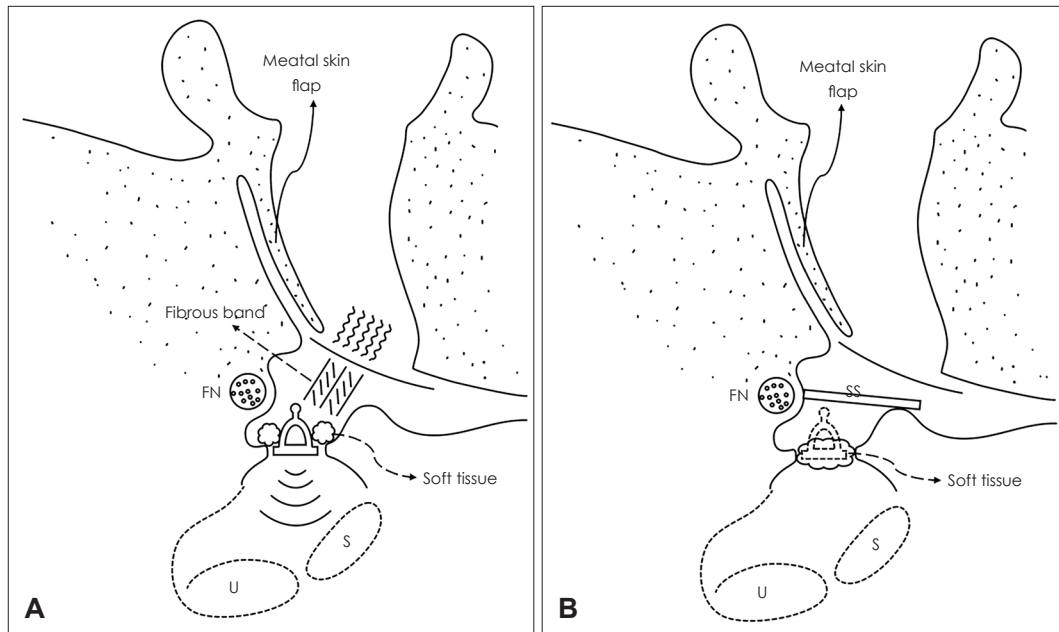 Meatal skin
flap
Fibrous band
FN
Soft tissue
S
U
A
Meatal skin
flap
FN
SS
Soft tissue
S
U
B